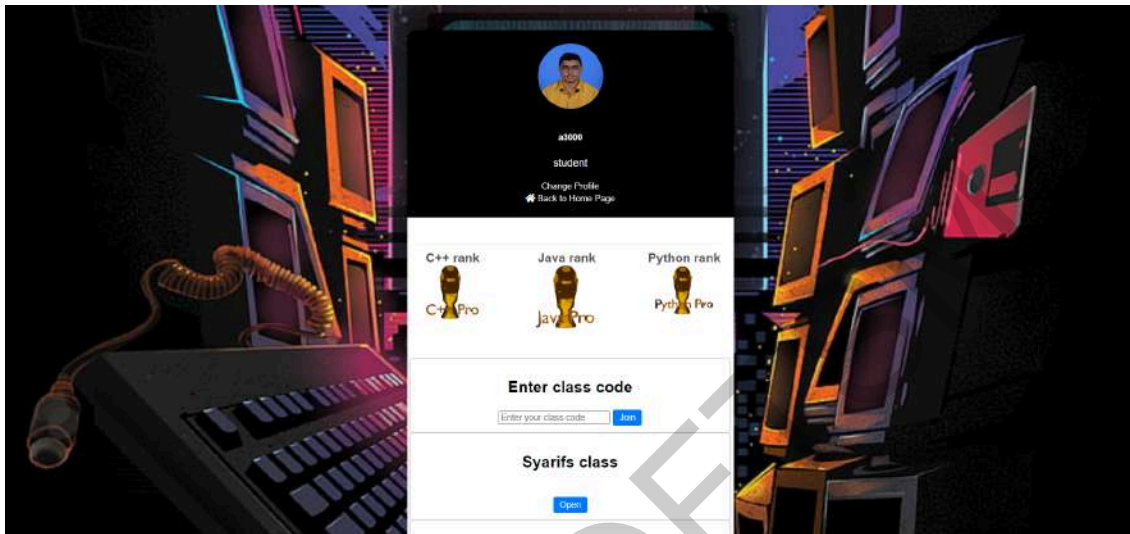 a3000
student
Change Profile
Back to Home Page
C++ rank Java rank Python rank
C++ Pro Java Pro Python Pro
Enter class code
Enter your class code Join
Syarifs class
Open